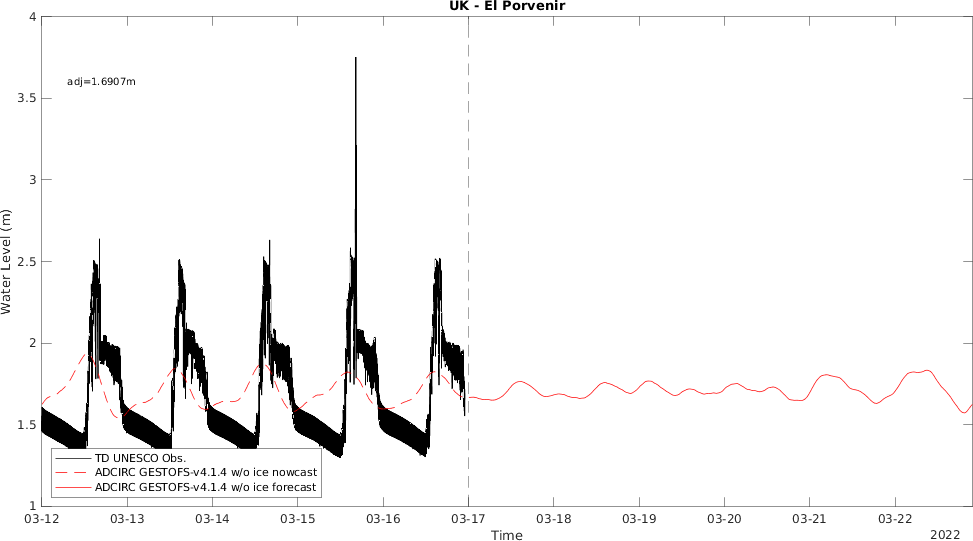 UK - El Porvenir
adj=1.6907m
Water Level (m)
4
3.5
3
2.5
2
1.5
1
TD UNESCO Obs.
ADCIRC GESTOFS-v4.1.4 w/o ice nowcast
ADCIRC GESTOFS-v4.1.4 w/o ice forecast
03-12 03-13 03-14 03-15 03-16 03-17 03-18 03-19 03-20 03-21 03-22
Time
2022